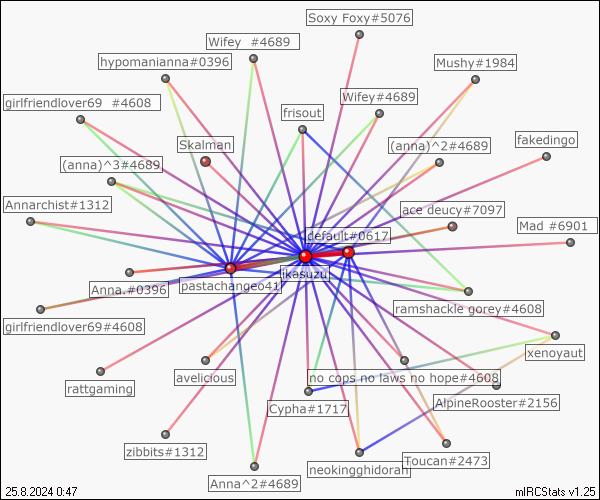 Soxy Foxy#5076
Wifey  #4689
hypomanianna#0396
Mushy#1984
girlfriendlover69  #4608
Wifey#4689
frisout
Skalman
(anna)^2#4689
fakedingo
(anna)^3#4689
Annarchist#1312
ace deucy#7097
Mad #6901
default#0617
ikasuzu
Anna.#0396
pastachangeo41
ramshackle gorey#4608
girlfriendlover69#4608
xenoyaut
rattgaming
avelicious
no cops no laws no hope#4608
Cypha#1717
AlpineRooster#2156
zibbits#1312
Toucan#2473
neokingghidorah
Anna^2#4689
25.8.2024 0:47
mIRCStats v1.25